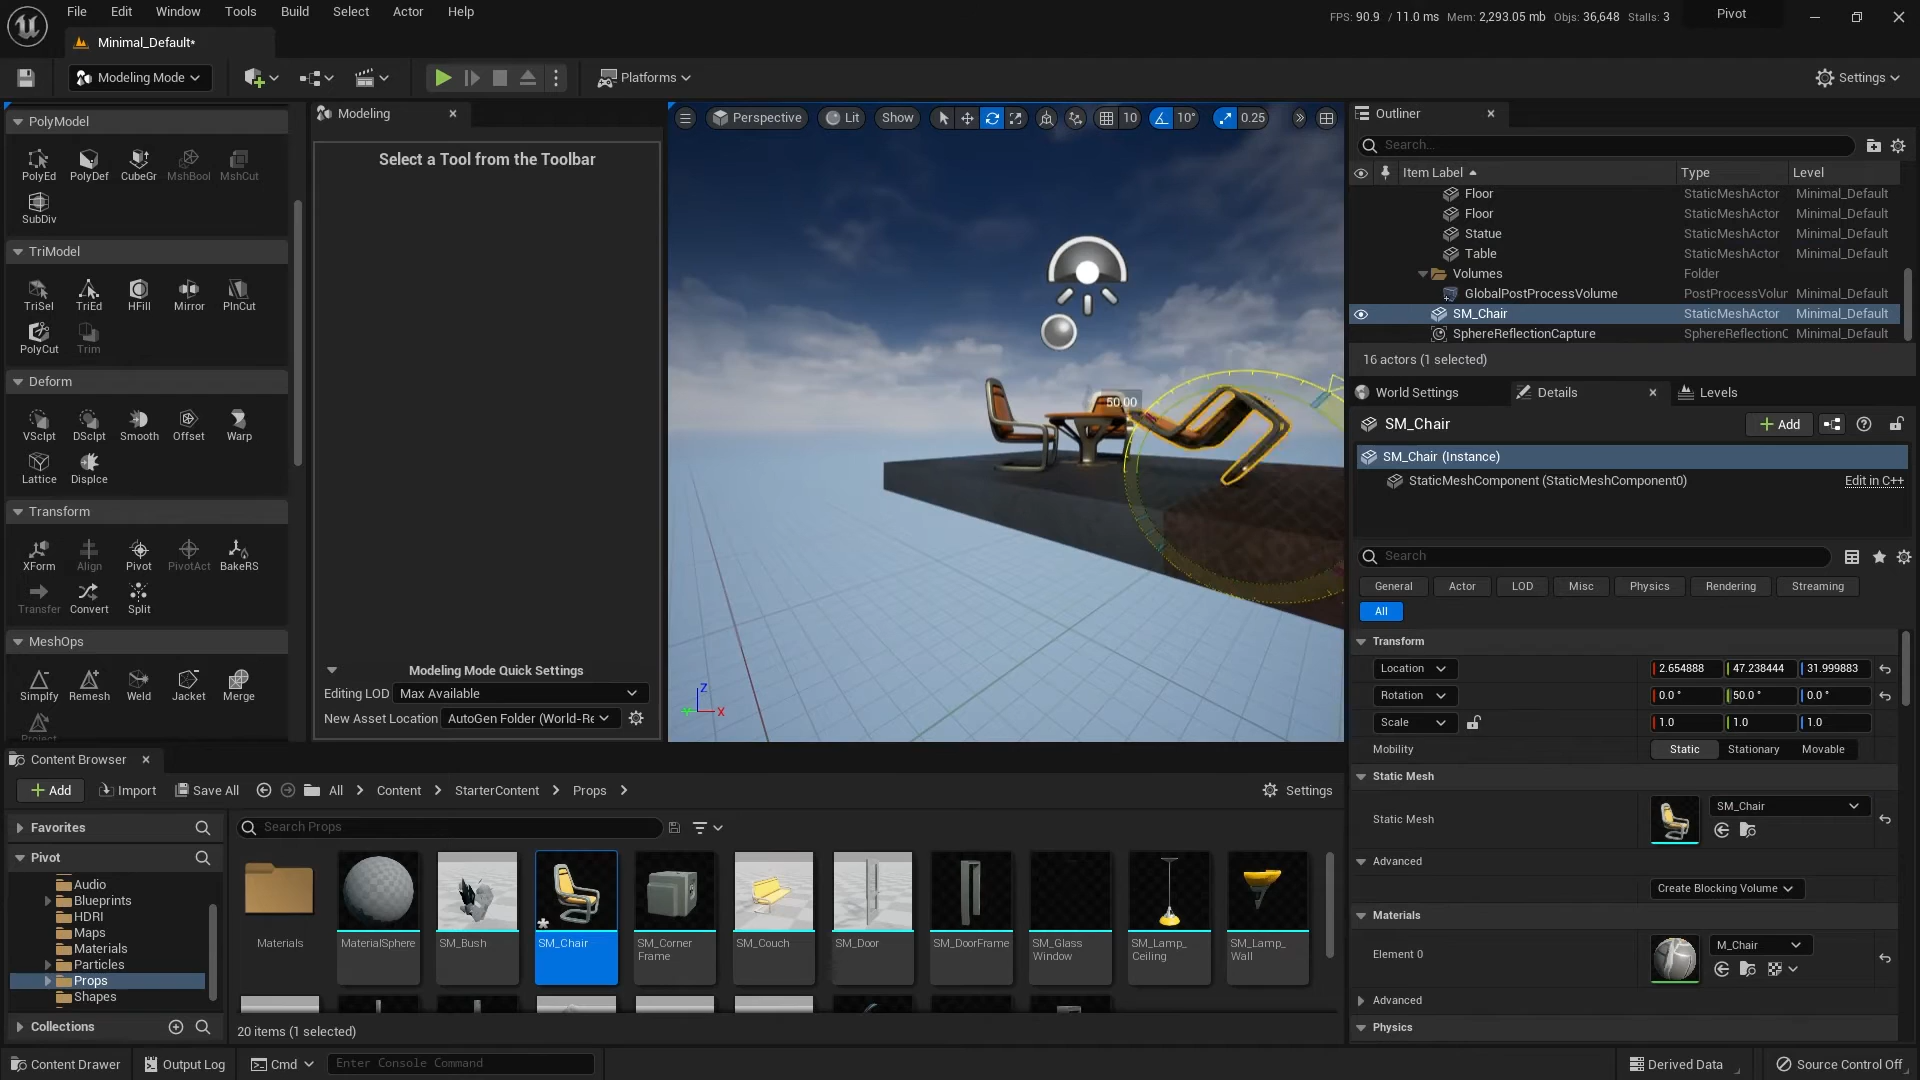 File Edit Window Tools Build Select Actor Help
FPS: 90.9 / 11.0 ms Mem: 2,293.05 mb Objs: 36,648 Stalls: 3
Pivot
Minimal_Default*
Modeling Mode
Platforms
Settings
PolyModel
PolyEd PolyDef CubeGr MshBool MshCut
SubDiv
TriModel
TriSel TriEd HFill Mirror PlnCut
PolyCut Trim
Deform
VSclpt DSclpt Smooth Offset Warp
Lattice Displce
Transform
XForm Align Pivot PivotAct BakeRS
Transfer Convert Split
MeshOps
Simplfy Remesh Weld Jacket Merge
Project
Modeling
Select a Tool from the Toolbar
Modeling Mode Quick Settings
Editing LOD Max Available
New Asset Location AutoGen Folder (World-Re
Perspective Lit Show 10 10° 0.25
50.00
Z
X
Outliner
Search...
Item Label Type Level
Floor StaticMeshActor Minimal_Default
Floor StaticMeshActor Minimal_Default
Statue StaticMeshActor Minimal_Default
Table StaticMeshActor Minimal_Default
Volumes Folder
GlobalPostProcessVolume PostProcessVolur Minimal_Default
SM_Chair StaticMeshActor Minimal_Default
SphereReflectionCapture SphereReflectionC Minimal_Default
16 actors (1 selected)
World Settings Details Levels
SM_Chair
Add
SM_Chair (Instance)
StaticMeshComponent (StaticMeshComponent0) Edit in C++
Search
General Actor LOD Misc Physics Rendering Streaming
All
Transform
Location 2.654888 47.238444 31.999883
Rotation 0.0 ° 50.0 ° 0.0 °
Scale 1.0 1.0 1.0
Mobility Static Stationary Movable
Static Mesh
Static Mesh SM_Chair
Advanced
Create Blocking Volume
Materials
Element 0 M_Chair
Advanced
Physics
Content Browser
Add Import Save All All Content StarterContent Props
Settings
Favorites
Pivot
Audio
Blueprints
HDRI
Maps
Materials
Particles
Props
Shapes
Collections
Search Props
Materials
MaterialSphere
SM_Bush
SM_Chair
SM_Corner
Frame
SM_Couch
SM_Door
SM_DoorFrame
SM_Glass
Window
SM_Lamp_
Ceiling
SM_Lamp_
Wall
20 items (1 selected)
Content Drawer Output Log Cmd Enter Console Command
Derived Data Source Control Off